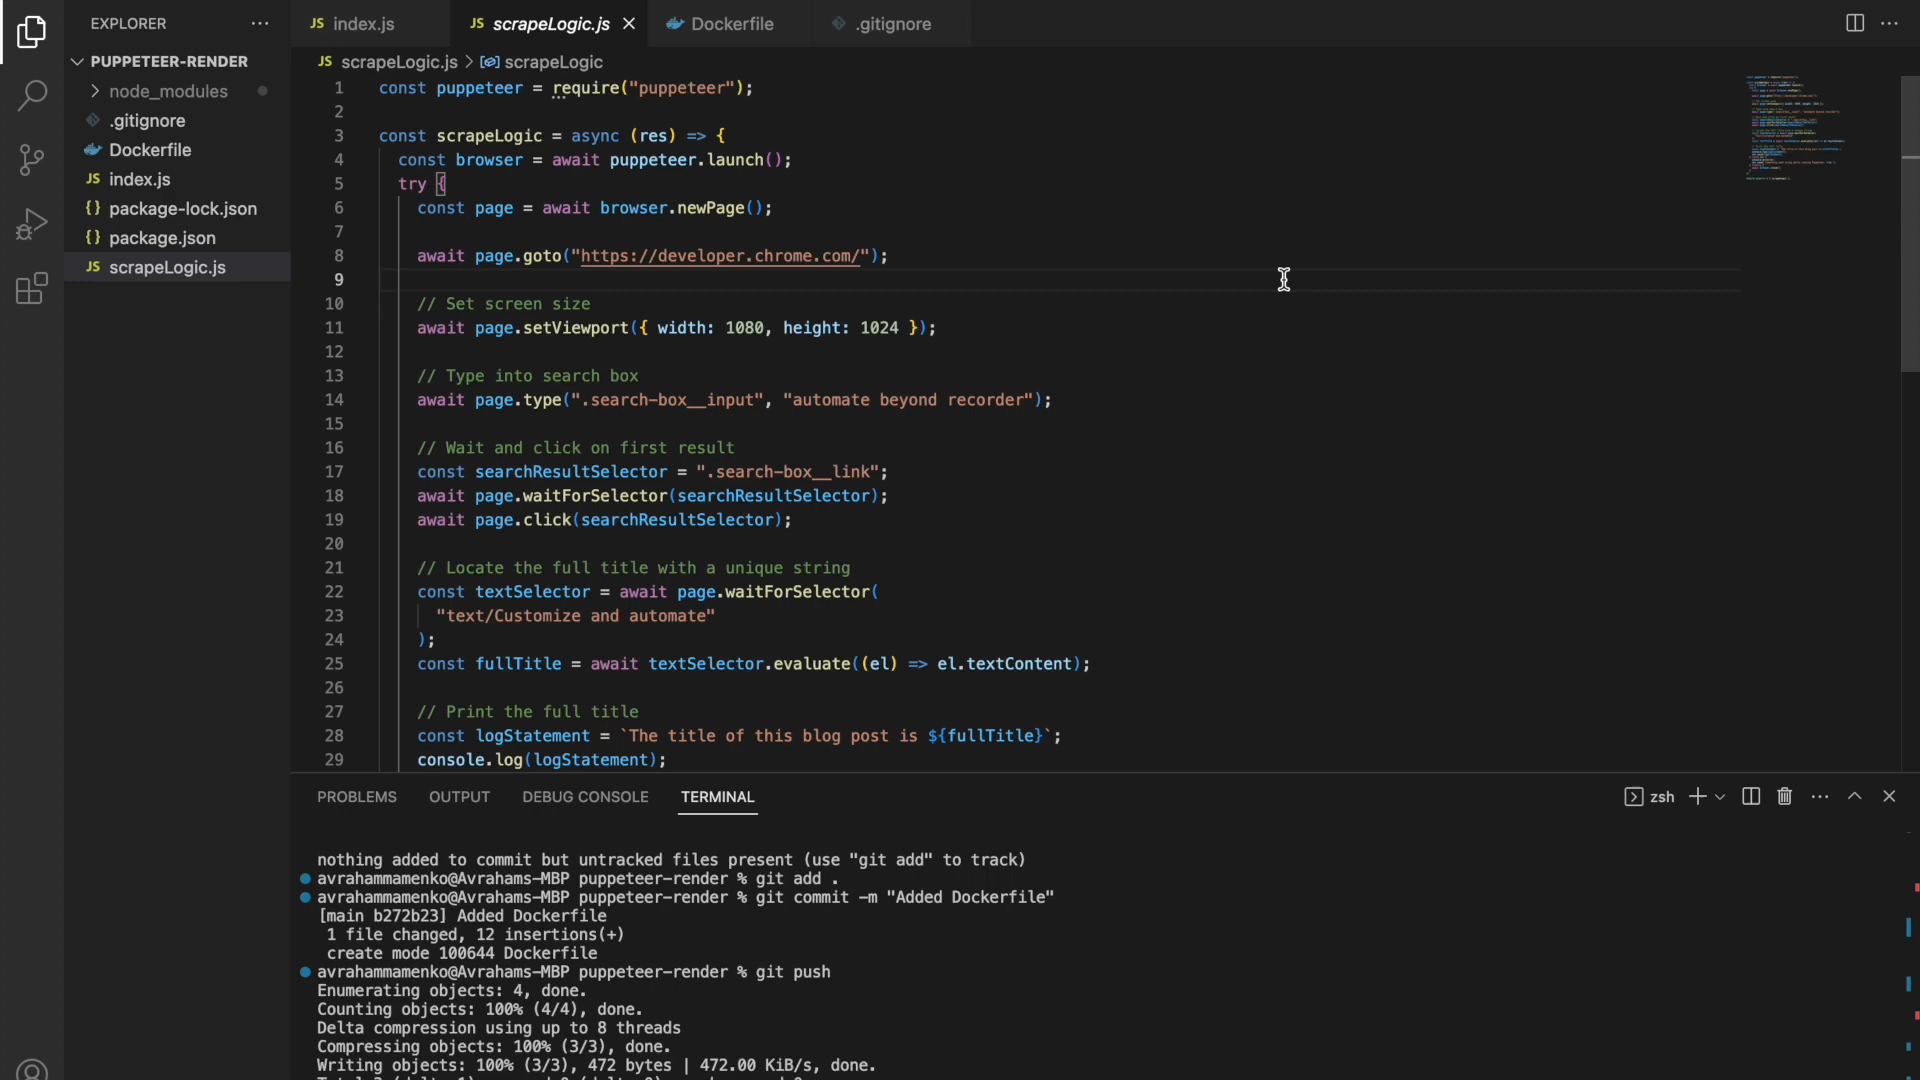 EXPLORER
PUPPETEER-RENDER
node_modules
.gitignore
Dockerfile
JS index.js
{} package-lock.json
{} package.json
JS scrapeLogic.js
JS index.js
JS scrapeLogic.js
Dockerfile
.gitignore
JS scrapeLogic.js > scrapeLogic
1 const puppeteer = require("puppeteer");
2
3 const scrapeLogic = async (res) => {
4 const browser = await puppeteer.launch();
5 try {
6 const page = await browser.newPage();
7
8 await page.goto("https://developer.chrome.com/");
9
10 // Set screen size
11 await page.setViewport({ width: 1080, height: 1024 });
12
13 // Type into search box
14 await page.type(".search-box__input", "automate beyond recorder");
15
16 // Wait and click on first result
17 const searchResultSelector = ".search-box__link";
18 await page.waitForSelector(searchResultSelector);
19 await page.click(searchResultSelector);
20
21 // Locate the full title with a unique string
22 const textSelector = await page.waitForSelector(
23 "text/Customize and automate"
24 );
25 const fullTitle = await textSelector.evaluate((el) => el.textContent);
26
27 // Print the full title
28 const logStatement = `The title of this blog post is ${fullTitle}`;
29 console.log(logStatement);
PROBLEMS OUTPUT DEBUG CONSOLE TERMINAL
zsh
nothing added to commit but untracked files present (use "git add" to track)
avrahammamenko@Avrahams-MBP puppeteer-render % git add .
avrahammamenko@Avrahams-MBP puppeteer-render % git commit -m "Added Dockerfile"
[main b272b23] Added Dockerfile
1 file changed, 12 insertions(+)
create mode 100644 Dockerfile
avrahammamenko@Avrahams-MBP puppeteer-render % git push
Enumerating objects: 4, done.
Counting objects: 100% (4/4), done.
Delta compression using up to 8 threads
Compressing objects: 100% (3/3), done.
Writing objects: 100% (3/3), 472 bytes | 472.00 KiB/s, done.